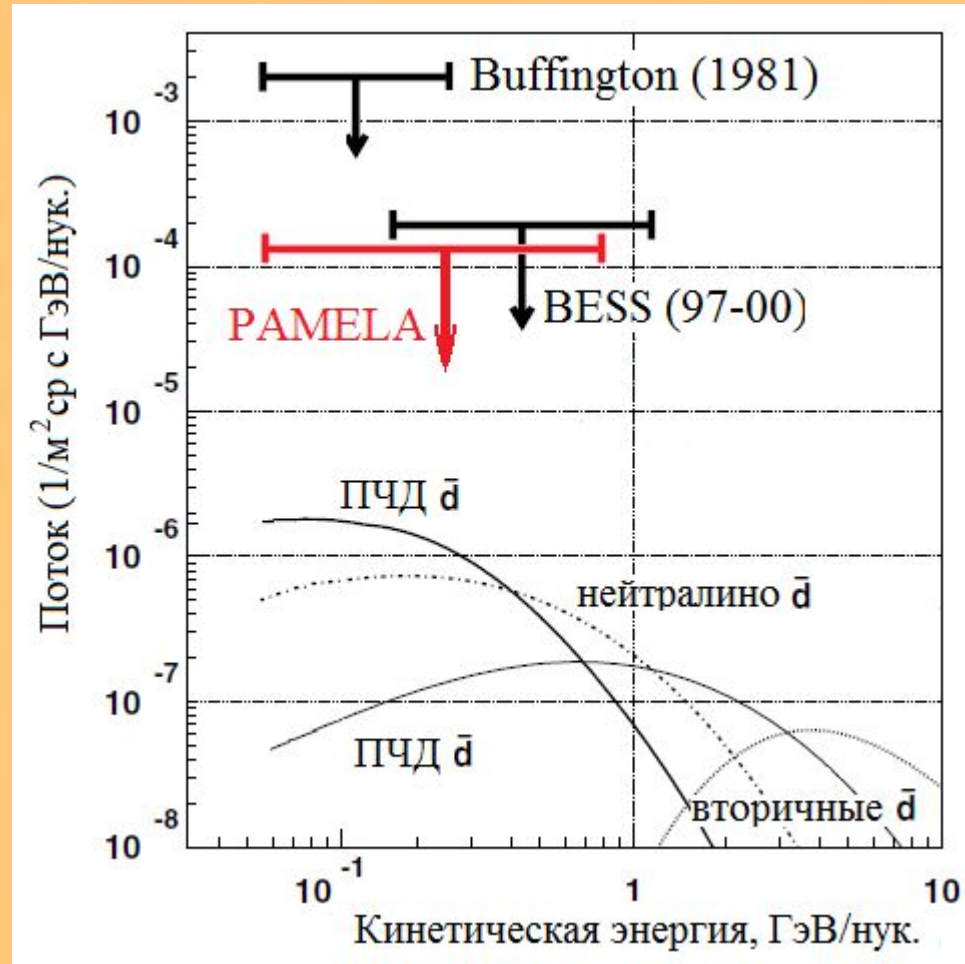 Поток (1/м²ср с ГэВ/нук.)
10⁻³
10⁻⁴
10⁻⁵
10⁻⁶
10⁻⁷
10⁻⁸
Buffington (1981)
BESS (97-00)
PAMELA
ПЧД d̄
нейтралино d̄
ПЧД d̄
вторичные d̄
10⁻¹ 1 10
Кинетическая энергия, ГэВ/нук.